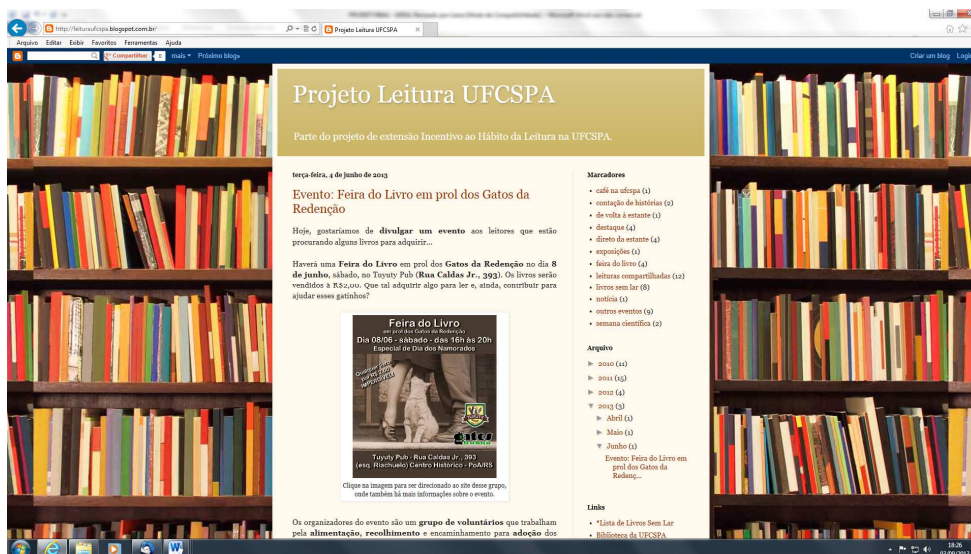 http://leituraufcspa.blogspot.com.br/
Projeto Leitura UFCSPA
Arquivo Editar Exibir Favoritos Ferramentas Ajuda
Compartilhar 0 mais Próximo blog»
Criar um blog Login
Projeto Leitura UFCSPA
Parte do projeto de extensão Incentivo ao Hábito da Leitura na UFCSPA.
terça-feira, 4 de junho de 2013
Evento: Feira do Livro em prol dos Gatos da
Redenção
Hoje, gostaríamos de divulgar um evento aos leitores que estão
procurando alguns livros para adquirir...
Haverá uma Feira do Livro em prol dos Gatos da Redenção no dia 8
de junho, sábado, no Tuyuty Pub (Rua Caldas Jr., 393). Os livros serão
vendidos à R$2,00. Que tal adquirir algo para ler e, ainda, contribuir para
ajudar esses gatinhos?
Feira do Livro
em prol dos Gatos da Redenção
Dia 08/06 - sábado - das 16h às 20h
Especial de Dia dos Namorados
Tuyuty Pub - Rua Caldas Jr., 393
(esq. Riachuelo) Centro Histórico - PoA/RS
Clique na imagem para ser direcionado ao site desse grupo,
onde também há mais informações sobre o evento.
Os organizadores do evento são um grupo de voluntários que trabalham
pela alimentação, recolhimento e encaminhamento para adoção dos
Marcadores
café na ufcspa (1)
contação de histórias (2)
de volta à estante (1)
destaque (4)
direto da estante (4)
exposições (1)
feira do livro (4)
leituras compartilhadas (12)
livros sem lar (8)
notícia (1)
outros eventos (9)
semana científica (2)
Arquivo
► 2010 (11)
► 2011 (15)
► 2012 (4)
▼ 2013 (3)
► Abril (1)
► Maio (1)
▼ Junho (1)
Evento: Feira do Livro em
prol dos Gatos da
Redenç...
Links
*Lista de Livros Sem Lar
Biblioteca da UFCSPA
18:26